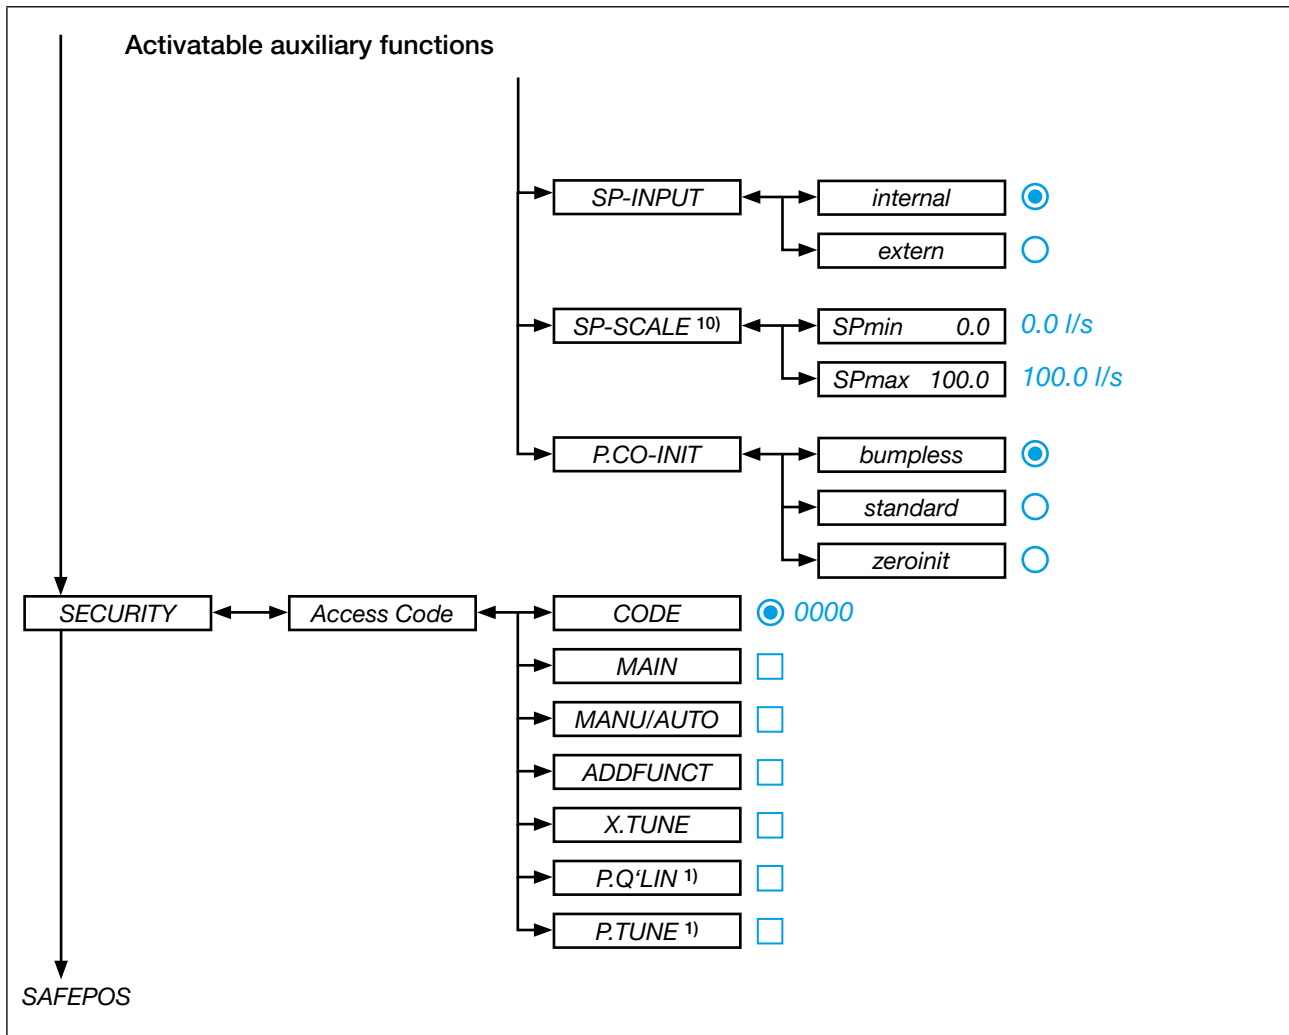 Activatable auxiliary functions
SP-INPUT
internal
extern
SP-SCALE 10)
SPmin 0.0
0.0 l/s
SPmax 100.0
100.0 l/s
P.CO-INIT
bumpless
standard
zeroinit
SECURITY
Access Code
CODE
0000
MAIN
MANU/AUTO
ADDFUNCT
X.TUNE
P.Q‘LIN 1)
P.TUNE 1)
SAFEPOS